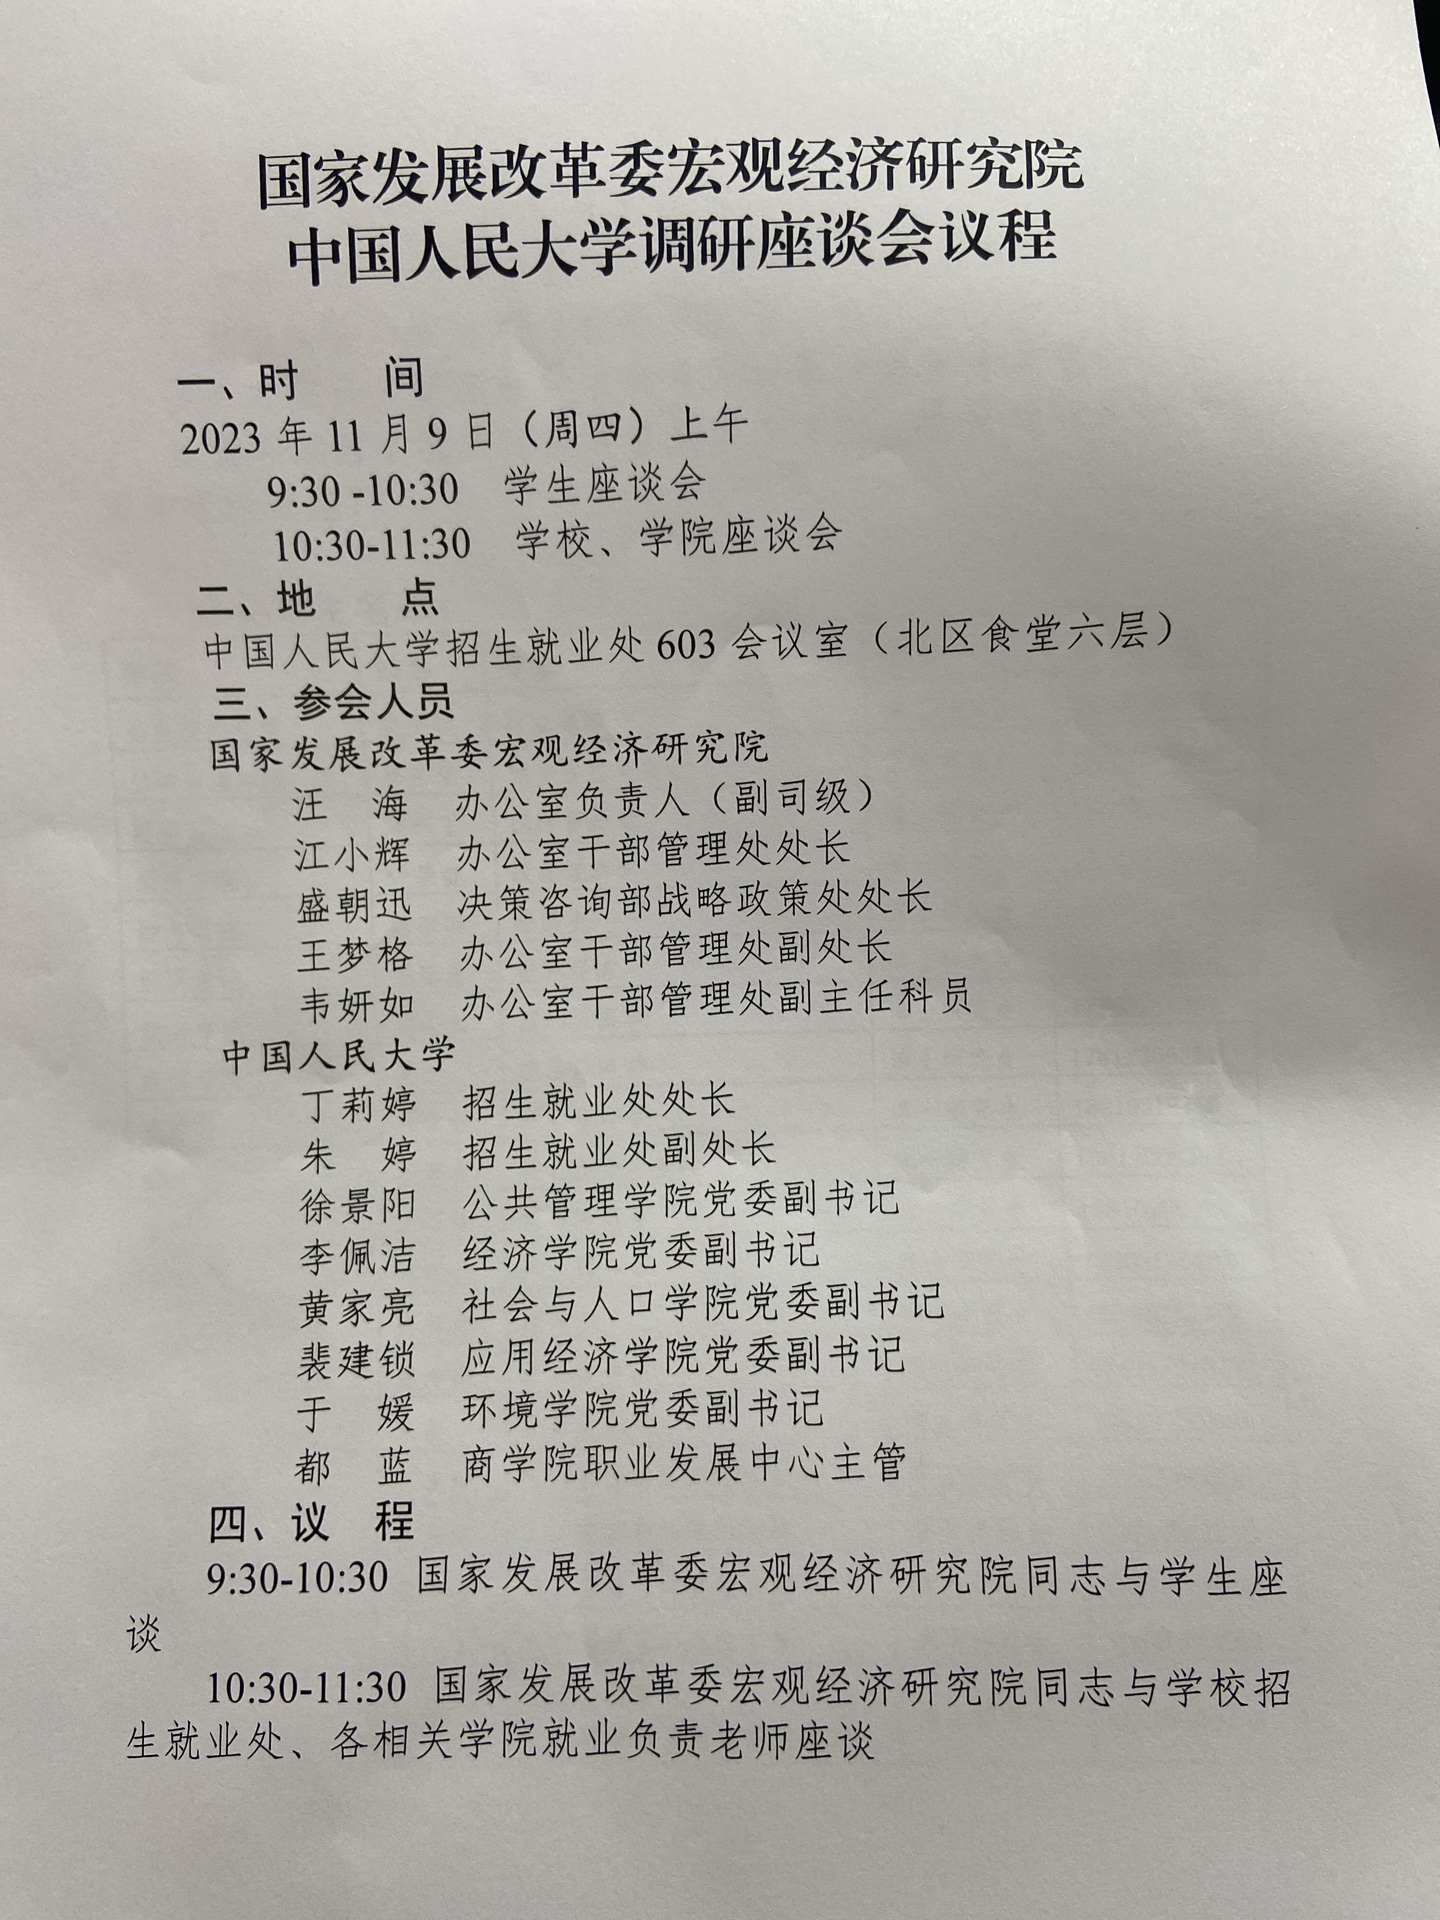 国家发展改革委宏观经济研究院
中国人民大学调研座谈会议程
一、时　　间
2023 年 11 月 9 日（周四）上午
9:30 -10:30　学生座谈会
10:30-11:30　学校、学院座谈会
二、地　　点
中国人民大学招生就业处 603 会议室（北区食堂六层）
三、参会人员
国家发展改革委宏观经济研究院
汪　海　办公室负责人（副司级）
江小辉　办公室干部管理处处长
盛朝迅　决策咨询部战略政策处处长
王梦格　办公室干部管理处副处长
韦妍如　办公室干部管理处副主任科员
中国人民大学
丁莉婷　招生就业处处长
朱　婷　招生就业处副处长
徐景阳　公共管理学院党委副书记
李佩洁　经济学院党委副书记
黄家亮　社会与人口学院党委副书记
裴建锁　应用经济学院党委副书记
于　媛　环境学院党委副书记
都　蓝　商学院职业发展中心主管
四、议　程
9:30-10:30 国家发展改革委宏观经济研究院同志与学生座
谈
10:30-11:30 国家发展改革委宏观经济研究院同志与学校招
生就业处、各相关学院就业负责老师座谈